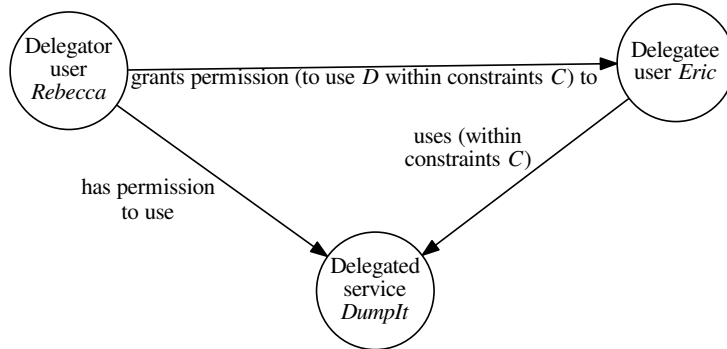 Delegator
user
Rebecca
grants permission (to use D within constraints C) to
Delegatee
user Eric
uses (within
constraints C)
has permission
to use
Delegated
service
DumpIt